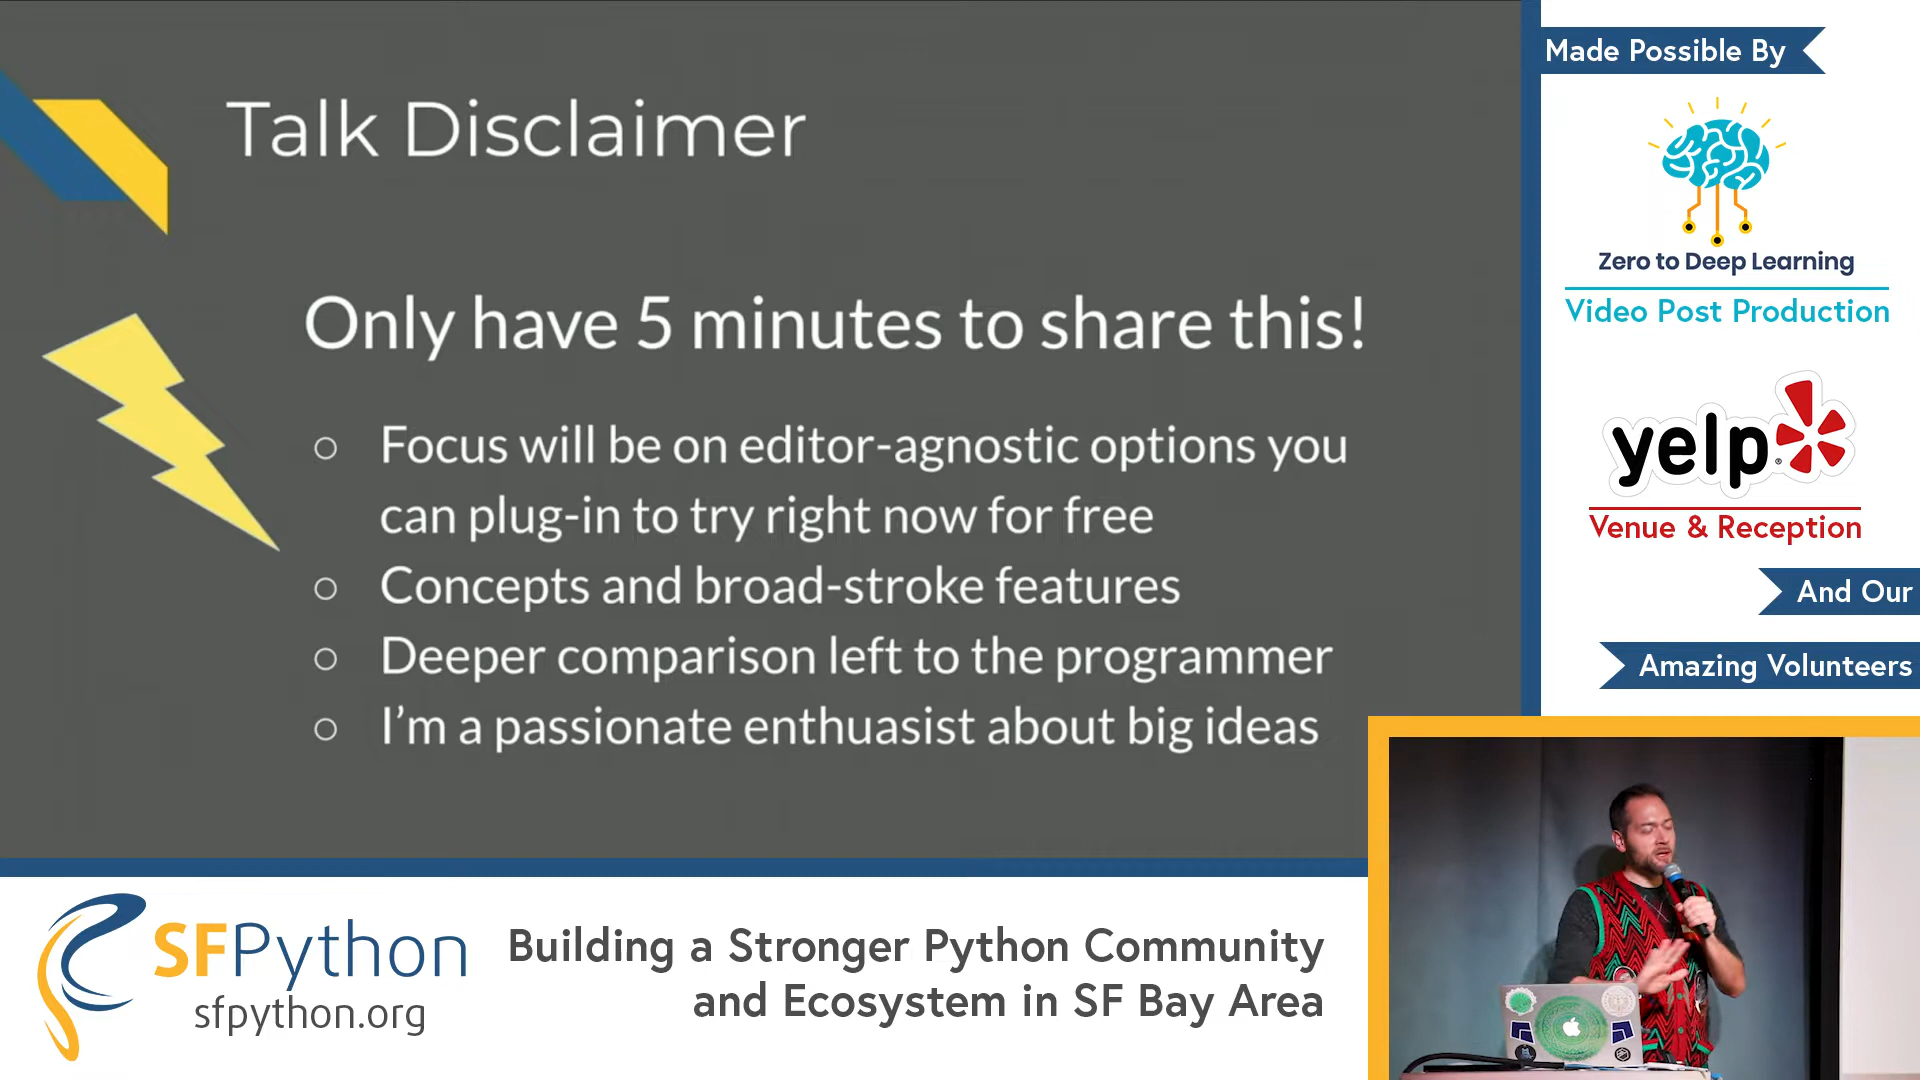 Talk Disclaimer
Only have 5 minutes to share this!
○ Focus will be on editor-agnostic options you
can plug-in to try right now for free
○ Concepts and broad-stroke features
○ Deeper comparison left to the programmer
○ I'm a passionate enthuasist about big ideas
Made Possible By
Zero to Deep Learning
Video Post Production
yelp
Venue & Reception
And Our
Amazing Volunteers
SFPython
sfpython.org
Building a Stronger Python Community
and Ecosystem in SF Bay Area